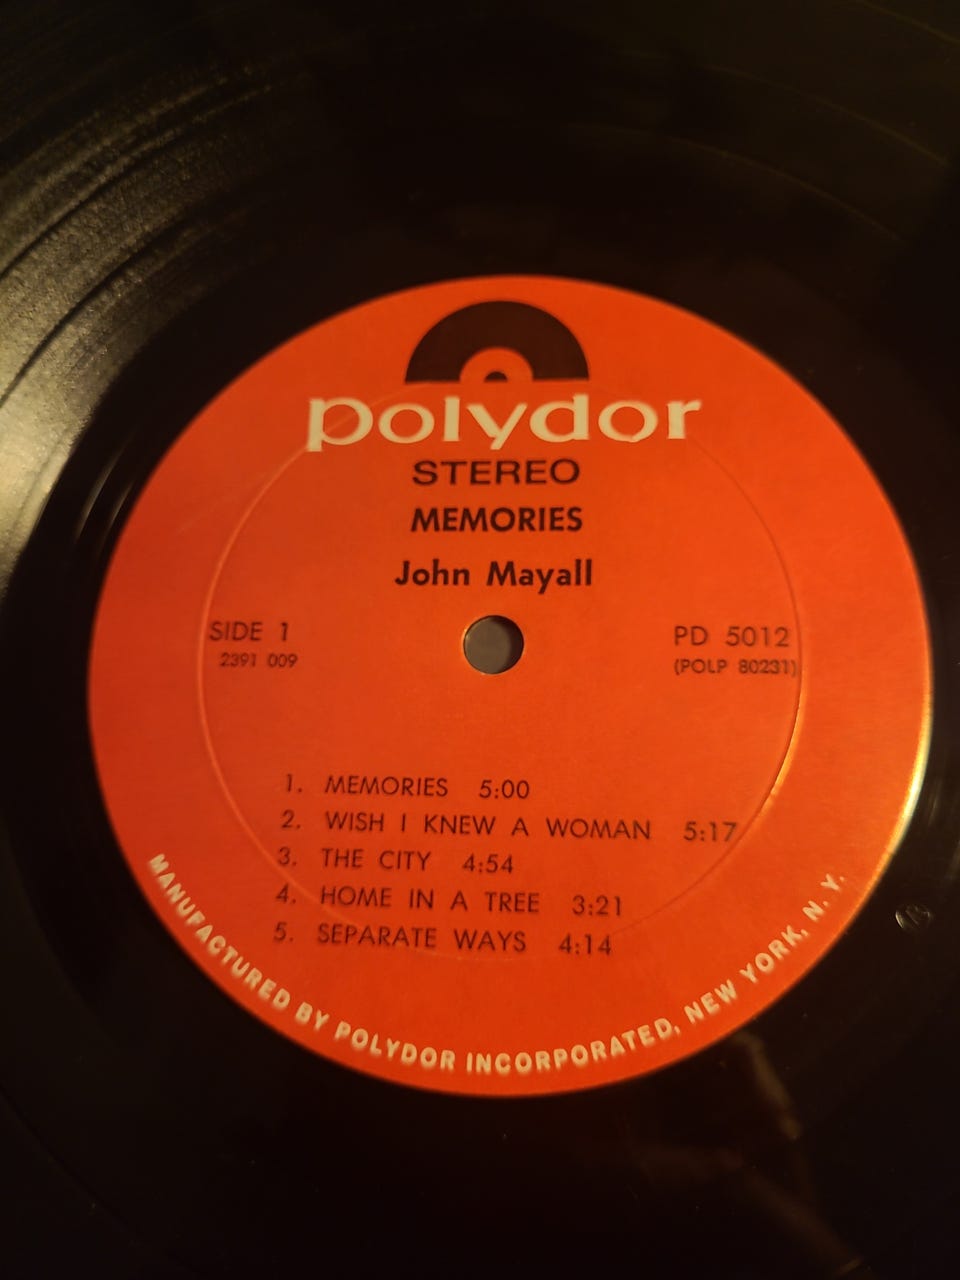 polydor
STEREO
MEMORIES
John Mayall
SIDE 1
2391 009
PD 5012
(POLP 80231)
1. MEMORIES 5:00
2. WISH I KNEW A WOMAN 5:17
3. THE CITY 4:54
4. HOME IN A TREE 3:21
5. SEPARATE WAYS 4:14
MANUFACTURED BY POLYDOR INCORPORATED, NEW YORK, N. Y.